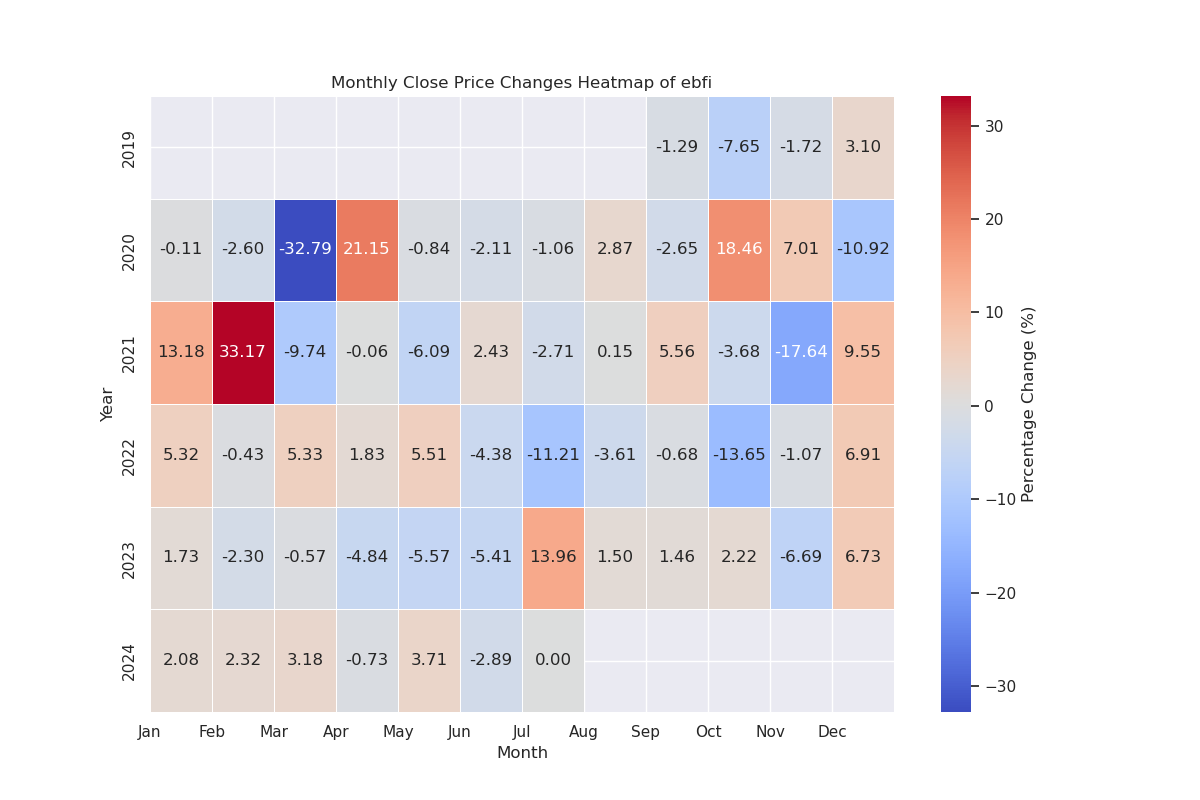 Monthly Close Price Changes Heatmap of ebfi
2019
-1.29 -7.65 -1.72 3.10
2020
-0.11 -2.60 -32.79 21.15 -0.84 -2.11 -1.06 2.87 -2.65 18.46 7.01 -10.92
2021
13.18 33.17 -9.74 -0.06 -6.09 2.43 -2.71 0.15 5.56 -3.68 -17.64 9.55
2022
5.32 -0.43 5.33 1.83 5.51 -4.38 -11.21 -3.61 -0.68 -13.65 -1.07 6.91
2023
1.73 -2.30 -0.57 -4.84 -5.57 -5.41 13.96 1.50 1.46 2.22 -6.69 6.73
2024
2.08 2.32 3.18 -0.73 3.71 -2.89 0.00
Year
Jan Feb Mar Apr May Jun Jul Aug Sep Oct Nov Dec
Month
30
20
10
0
−10
−20
−30
Percentage Change (%)